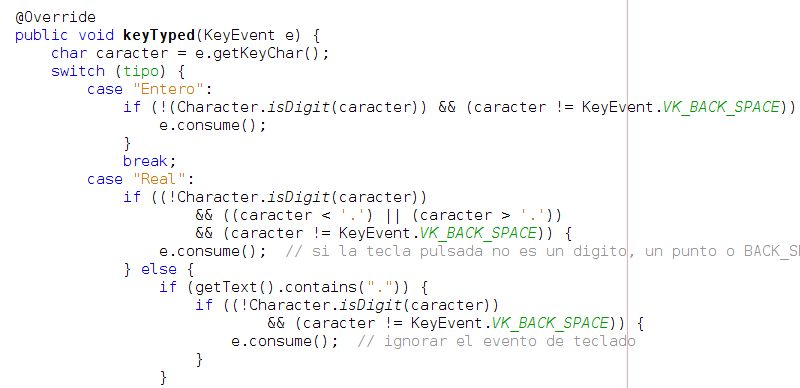 @Override
public void keyTyped(KeyEvent e) {
    char caracter = e.getKeyChar();
    switch (tipo) {
        case "Entero":
            if (!(Character.isDigit(caracter)) && (caracter != KeyEvent.VK_BACK_SPACE))
                e.consume();
            }
            break;
        case "Real":
            if ((!Character.isDigit(caracter))
                    && ((caracter < '.') || (caracter > '.'))
                    && (caracter != KeyEvent.VK_BACK_SPACE)) {
                e.consume();  // si la tecla pulsada no es un digito, un punto o BACK_S
            } else {
                if (getText().contains(".")) {
                    if ((!Character.isDigit(caracter))
                            && (caracter != KeyEvent.VK_BACK_SPACE)) {
                        e.consume();  // ignorar el evento de teclado
                    }
                }